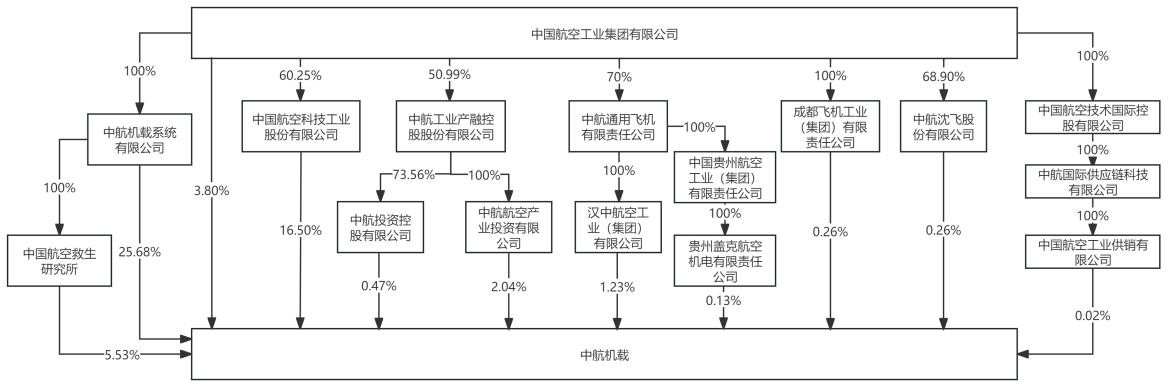 中国航空工业集团有限公司
100%
60.25%
50.99%
70%
100%
68.90%
100%
中航机载系统
有限公司
中国航空科技工业
股份有限公司
中航工业产融控
股股份有限公司
中航通用飞机
有限责任公司
成都飞机工业
（集团）有限
责任公司
中航沈飞股
份有限公司
中国航空技术国际控
股有限公司
100%
100%
中国贵州航空
工业（集团）
有限责任公司
中航国际供应链科技
有限公司
100%
3.80%
73.56%
100%
100%
100%
100%
中国航空救生
研究所
25.68%
16.50%
中航投资控
股有限公司
中航航空产
业投资有限
公司
汉中航空工
业（集团）
有限公司
贵州盖克航空
机电有限责任
公司
0.26%
0.26%
中国航空工业供销有
限公司
0.47%
2.04%
1.23%
0.13%
0.02%
5.53%
中航机载